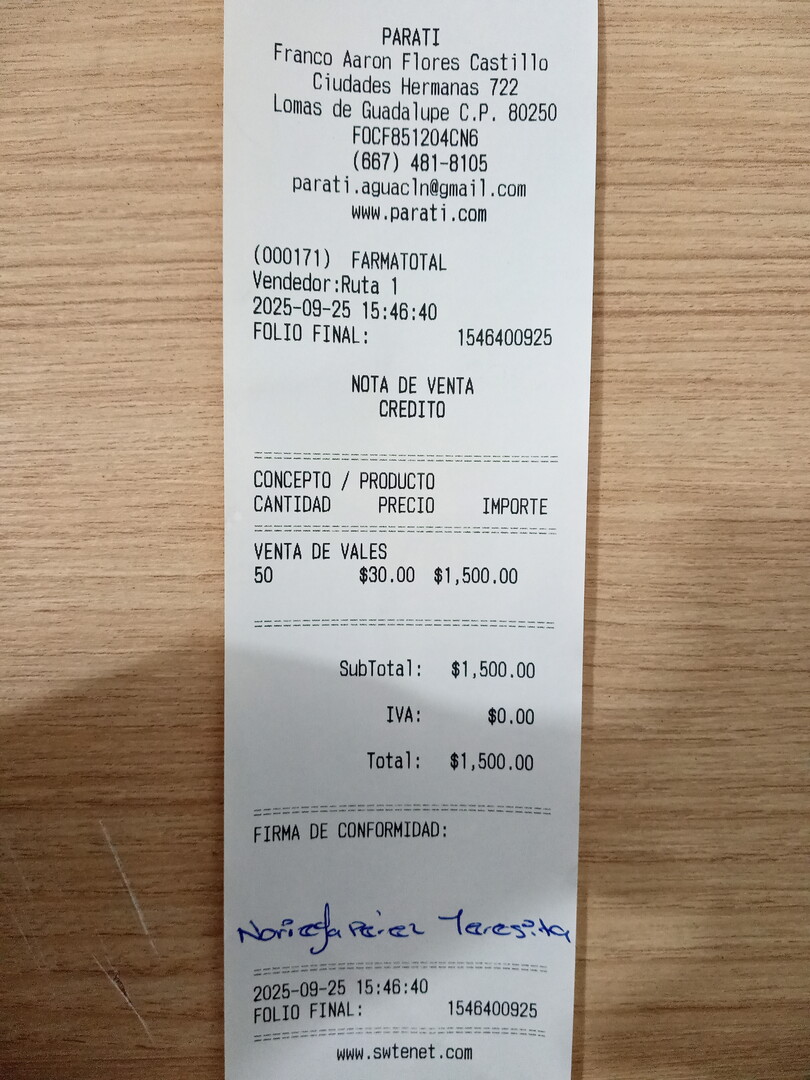 PARATI
Franco Aaron Flores Castillo
Ciudades Hermanas 722
Lomas de Guadalupe C.P. 80250
FOCF851204CN6
(667) 481-8105
parati.aguacln@gmail.com
www.parati.com
(000171) FARMATOTAL
Vendedor:Ruta 1
2025-09-25 15:46:40
FOLIO FINAL: 1546400925
NOTA DE VENTA
CREDITO
================================
CONCEPTO / PRODUCTO
CANTIDAD PRECIO IMPORTE
================================
VENTA DE VALES
50 $30.00 $1,500.00
================================
SubTotal: $1,500.00
IVA: $0.00
Total: $1,500.00
================================
FIRMA DE CONFORMIDAD:
Noriega Pérez Teresita
================================
2025-09-25 15:46:40
FOLIO FINAL: 1546400925
================================
www.swtenet.com